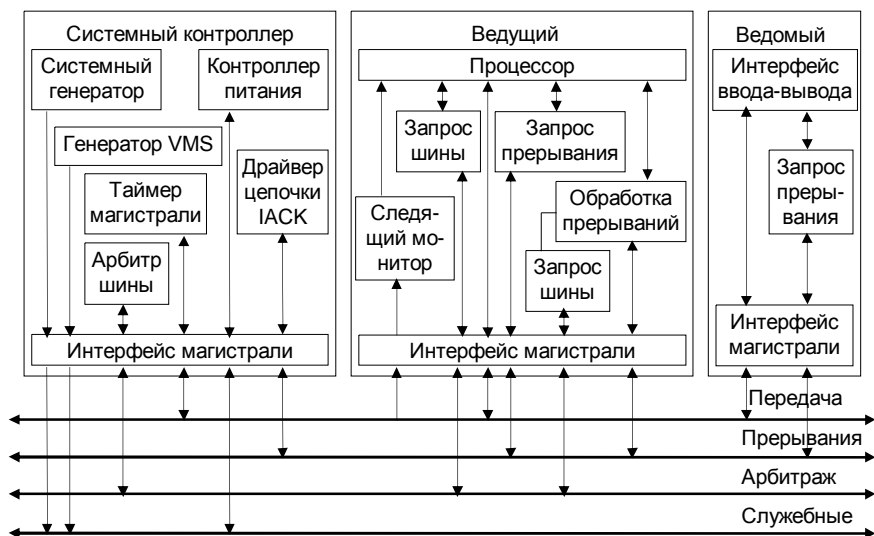 Системный контроллер
Системный
генератор
Контроллер
питания
Генератор VMS
Таймер
магистрали
Драйвер
цепочки
IACK
Арбитр
шины
Интерфейс магистрали
Ведущий
Процессор
Запрос
шины
Запрос
прерывания
Следя-
щий мо-
нитор
Обработка
прерываний
Запрос
шины
Интерфейс магистрали
Ведомый
Интерфейс
ввода-вывода
Запрос
преры-
вания
Интерфейс
магистрали
Передача
Прерывания
Арбитраж
Служебные